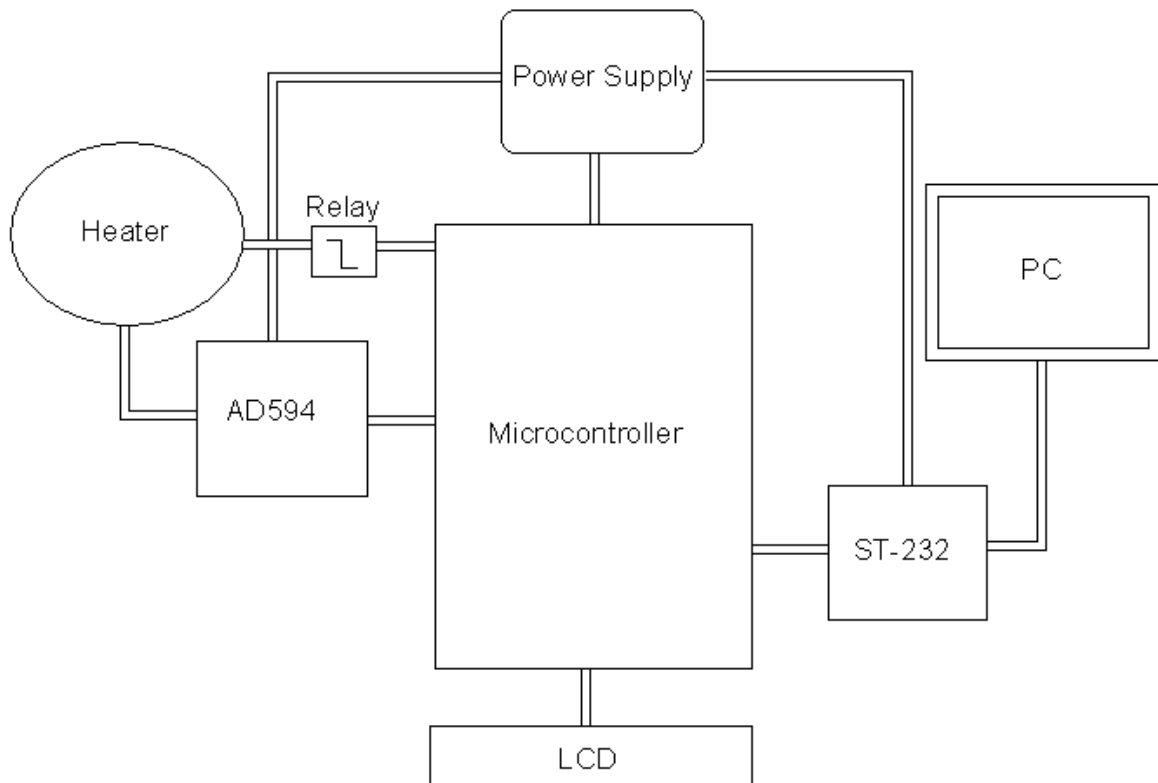 Power Supply
Relay
Heater
PC
AD594
Microcontroller
ST-232
LCD